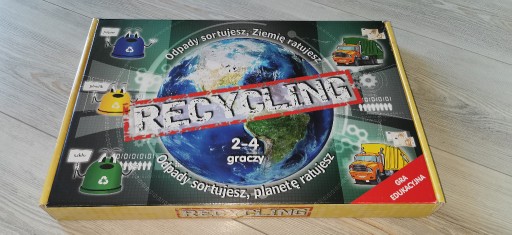 Odpady sortujesz, Ziemię ratujesz
RECYCLING
2-4
graczy
Odpady sortujesz, planetę ratujesz
GRA
EDUKACYJNA
RECYCLING